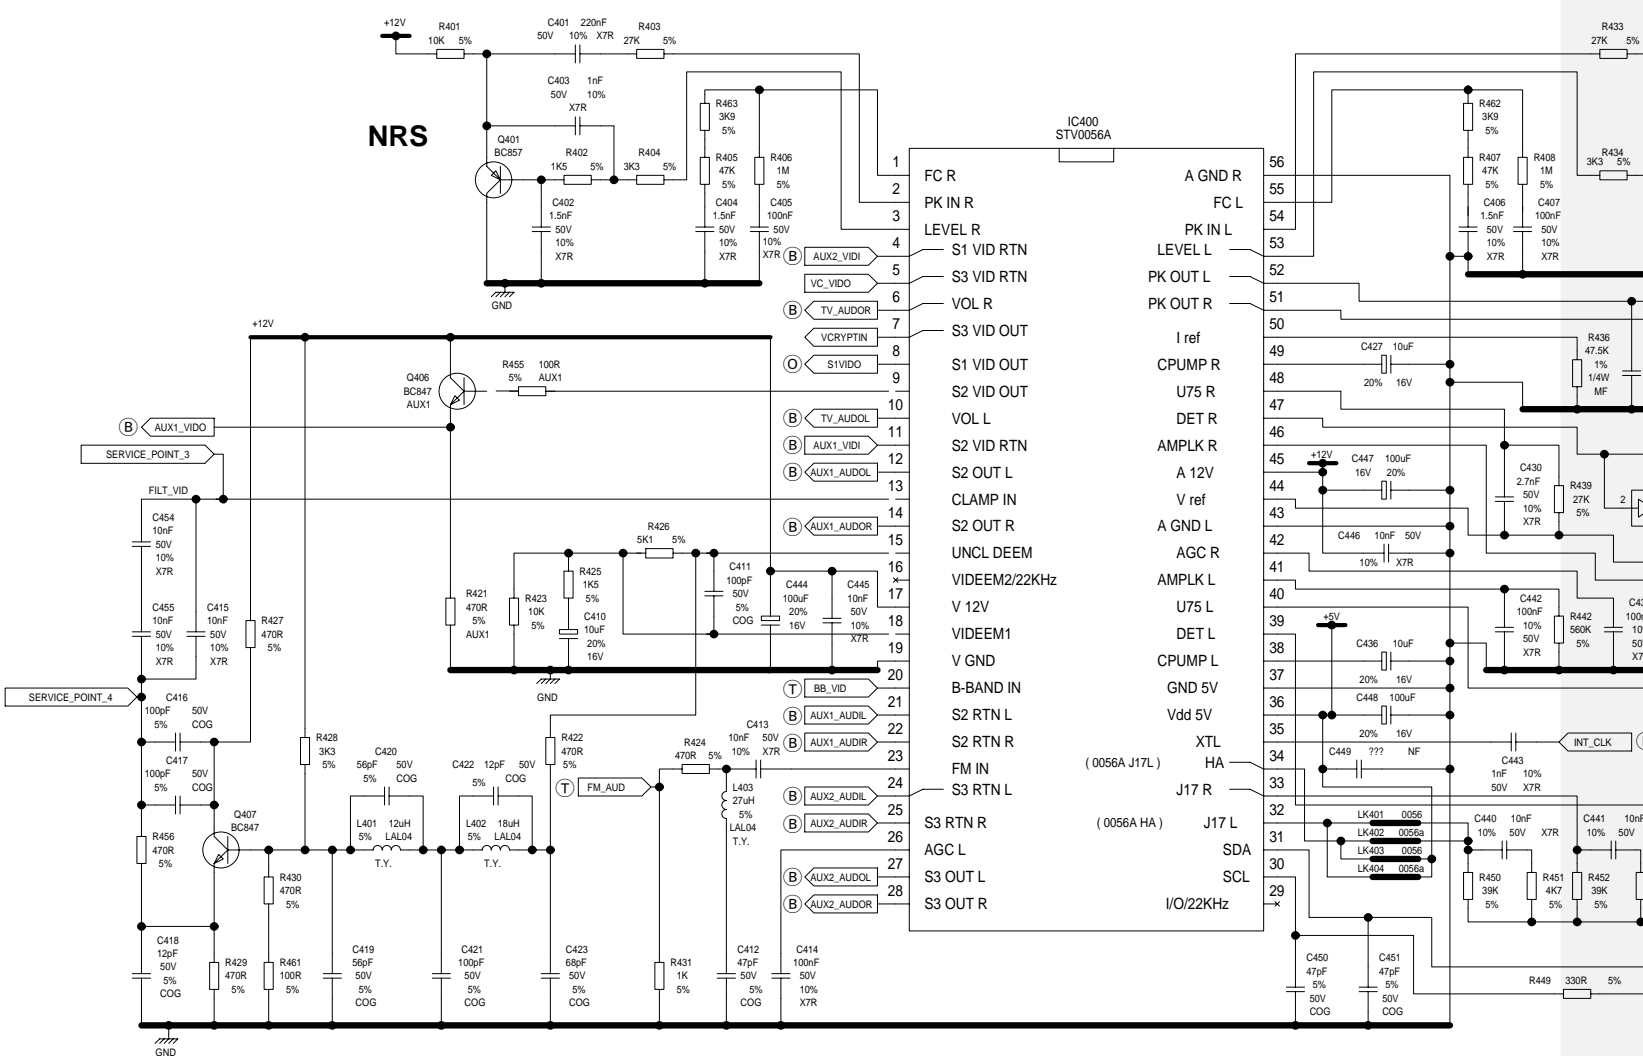 +12V
R401
10K 5%
C401 220nF
50V 10% X7R
R403
27K 5%
C403 1nF
50V 10%
X7R
NRS
Q401
BC857
R402
1K5 5%
R404
3K3 5%
C402
1.5nF
50V
10%
X7R
R463
3K9
5%
R405
47K
5%
C404
1.5nF
50V
10%
X7R
R406
1M
5%
C405
100nF
50V
10%
X7R
GND
IC400
STV0056A
1 FC R
2 PK IN R
3 LEVEL R
4 S1 VID RTN
5 S3 VID RTN
6 VOL R
7 S3 VID OUT
8 S1 VID OUT
9 S2 VID OUT
10 VOL L
11 S2 VID RTN
12 S2 OUT L
13 CLAMP IN
14 S2 OUT R
15 UNCL DEEM
16 VIDEEM2/22KHz
17 V 12V
18 VIDEEM1
19 V GND
20 B-BAND IN
21 S2 RTN L
22 S2 RTN R
23 FM IN
24 S3 RTN L
25 S3 RTN R
26 AGC L
27 S3 OUT L
28 S3 OUT R
A GND R 56
FC L 55
PK IN L 54
LEVEL L 53
PK OUT L 52
PK OUT R 51
I ref 50
CPUMP R 49
U75 R 48
DET R 47
AMPLK R 46
A 12V 45
V ref 44
A GND L 43
AGC R 42
AMPLK L 41
U75 L 40
DET L 39
CPUMP L 38
GND 5V 37
Vdd 5V 36
XTL 35
( 0056A J17L ) HA 34
J17 R 33
( 0056A HA ) J17 L 32
SDA 31
SCL 30
I/O/22KHz 29
B AUX2_VIDI
VC_VIDO
B TV_AUDOR
VCRYPTIN
O S1VIDO
B TV_AUDOL
B AUX1_VIDI
B AUX1_AUDOL
B AUX1_AUDOR
T BB_VID
B AUX1_AUDIL
B AUX1_AUDIR
B AUX2_AUDIL
B AUX2_AUDIR
B AUX2_AUDOL
B AUX2_AUDOR
+12V
Q406
BC847
AUX1
R455 100R
5% AUX1
B AUX1_VIDO
SERVICE_POINT_3
FILT_VID
C454
10nF
50V
10%
X7R
C455
10nF
50V
10%
X7R
C415
10nF
50V
10%
X7R
R427
470R
5%
R421
470R
5%
AUX1
R423
10K
5%
R425
1K5
5%
C410
10uF
20%
16V
R426
5K1 5%
C411
100pF
50V
5%
COG
C444
100uF
20%
16V
C445
10nF
50V
10%
X7R
GND
SERVICE_POINT_4
C416
100pF 50V
5% COG
C417
100pF 50V
5% COG
R456
470R
5%
Q407
BC847
R428
3K3
5%
C420
56pF 50V
5% COG
L401 12uH
5% LAL04
T.Y.
C422 12pF 50V
5% COG
L402 18uH
5% LAL04
T.Y.
R422
470R
5%
T FM_AUD
R424
470R 5%
C413
10nF 50V
10% X7R
L403
27uH
5%
LAL04
T.Y.
R430
470R
5%
C418
12pF
50V
5%
COG
R429
470R
5%
R461
100R
5%
C419
56pF
50V
5%
COG
C421
100pF
50V
5%
COG
C423
68pF
50V
5%
COG
R431
1K
5%
C412
47pF
50V
5%
COG
C414
100nF
50V
10%
X7R
GND
R433
27K 5%
R434
3K3 5%
R462
3K9
5%
R407
47K
5%
C406
1.5nF
50V
10%
X7R
R408
1M
5%
C407
100nF
50V
10%
X7R
C427 10uF
20% 16V
R436
47.5K
1%
1/4W
MF
+12V
C447 100uF
16V 20%
C446 10nF 50V
10% X7R
C430
2.7nF
50V
10%
X7R
R439
27K
5%
2
C442
100nF
10%
50V
X7R
R442
560K
5%
+5V
C436 10uF
20% 16V
C448 100uF
20% 16V
C449 ??? NF
C443
1nF 10%
50V X7R
INT_CLK
LK401 0056
LK402 0056a
LK403 0056
LK404 0056a
C440 10nF
10% 50V X7R
C441
10% 50V
R450
39K
5%
R451
4K7
5%
R452
39K
5%
C450
47pF
5%
50V
COG
C451
47pF
5%
50V
COG
R449 330R 5%